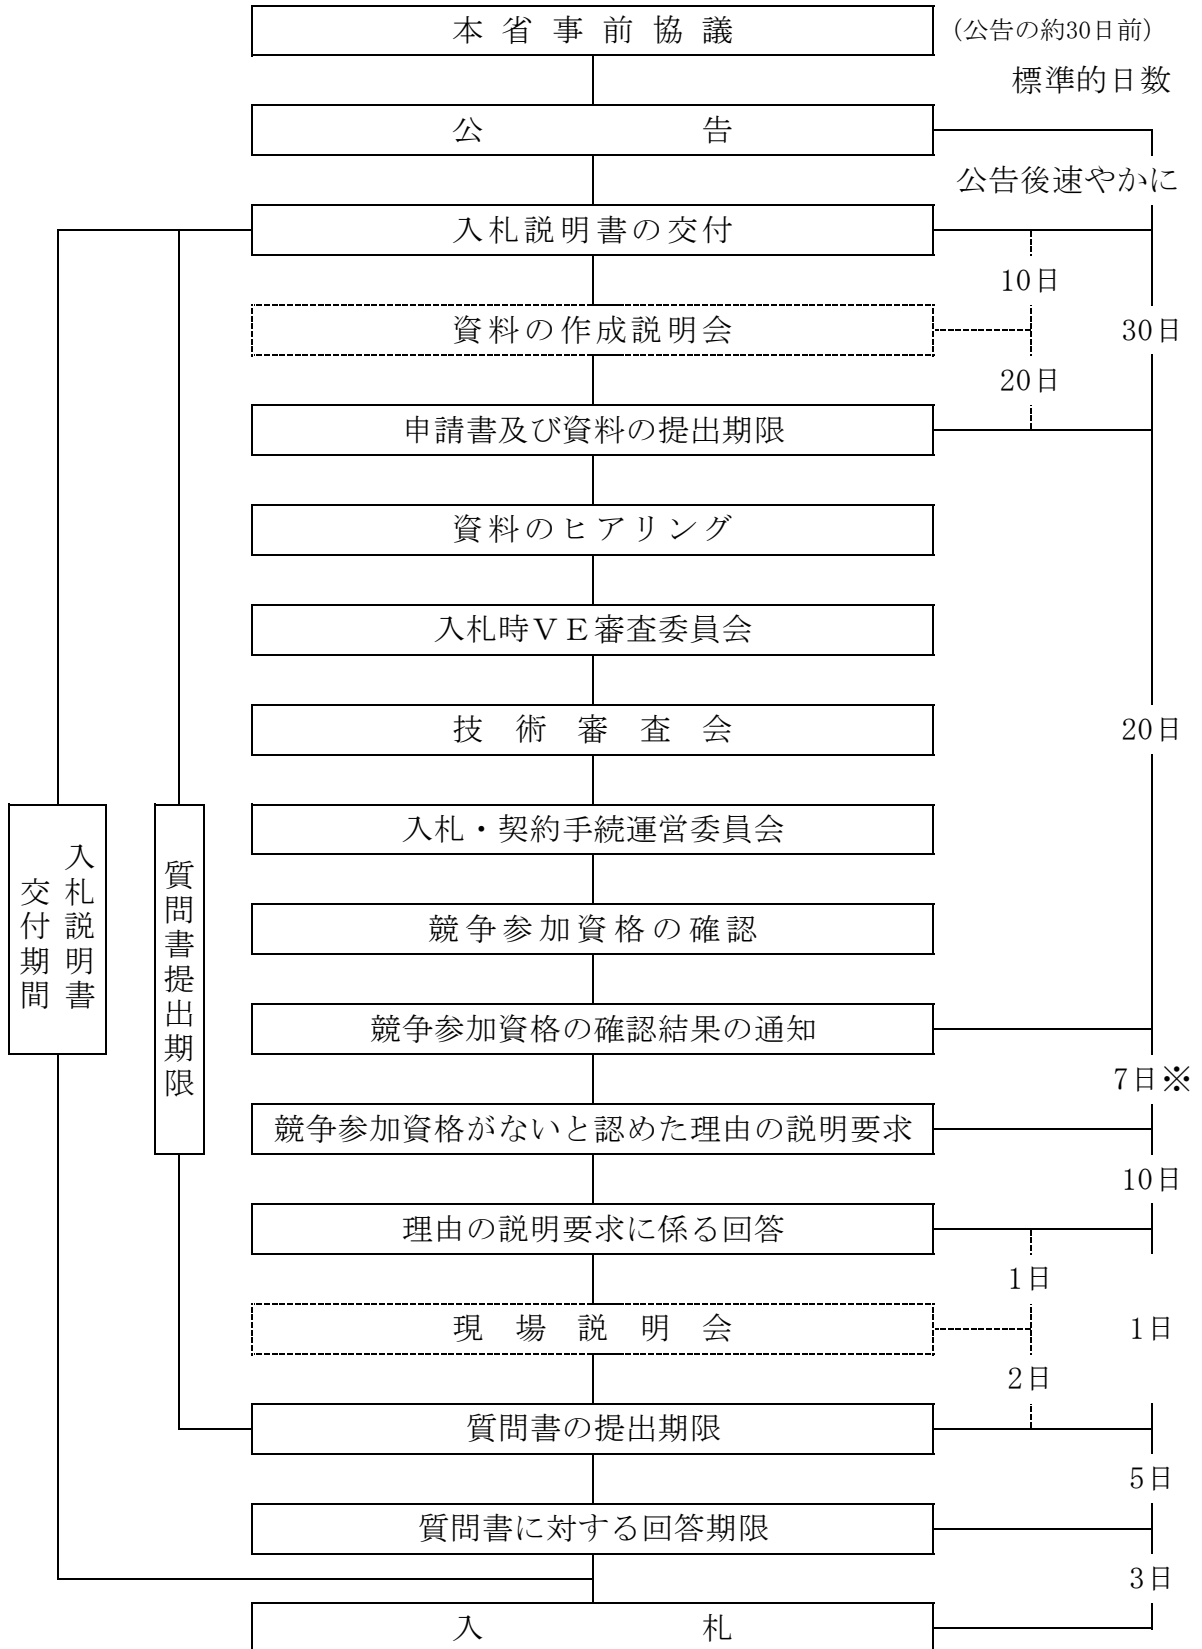 本省事前協議
(公告の約30日前)
標準的日数
公告
公告後速やかに
入札説明書の交付
10日
資料の作成説明会
30日
20日
申請書及び資料の提出期限
資料のヒアリング
入札時ＶＥ審査委員会
技術審査会
20日
入札・契約手続運営委員会
入札説明書
交付期間
質問書提出期限
競争参加資格の確認
競争参加資格の確認結果の通知
7日※
競争参加資格がないと認めた理由の説明要求
10日
理由の説明要求に係る回答
1日
現場説明会
1日
2日
質問書の提出期限
5日
質問書に対する回答期限
3日
入札